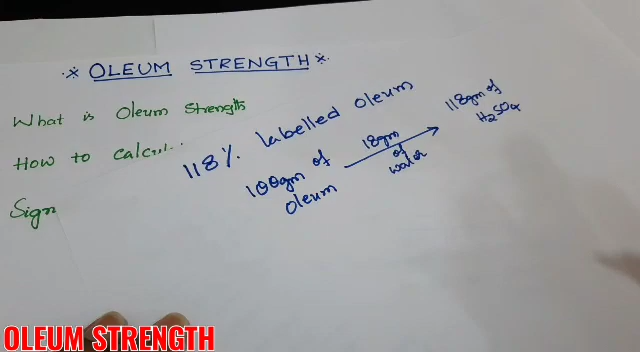 OLEUM STRENGTH
What is Oleum Strength
How to calcul
Sign
118% labelled oleum
100gm of
oleum
18gm
of
water
118gm of
H2SO4
OLEUM STRENGTH